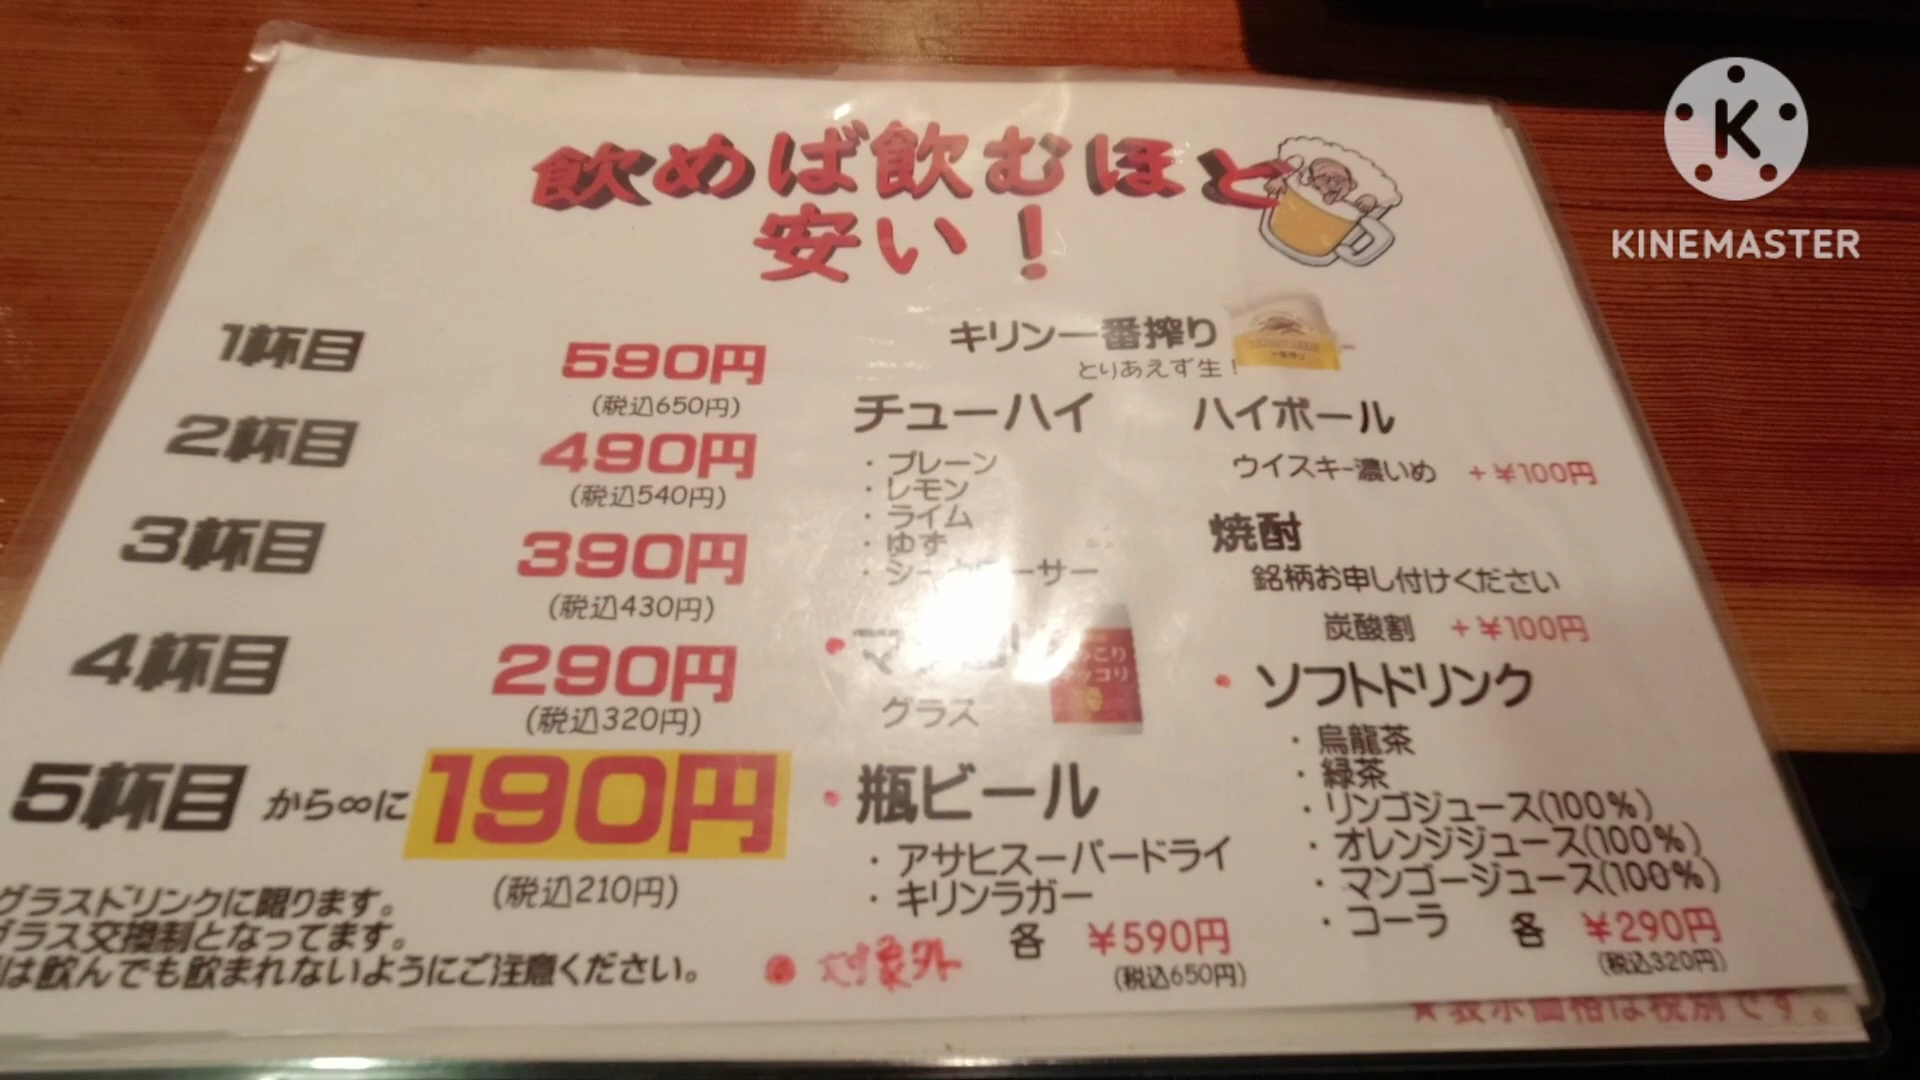 飲めば飲むほど
安い！
1杯目 590円
(税込650円)
2杯目 490円
(税込540円)
3杯目 390円
(税込430円)
4杯目 290円
(税込320円)
5杯目 から∞に 190円
(税込210円)
グラスドリンクに限ります。
グラス交換制となってます。
は飲んでも飲まれないようにご注意ください。
キリン一番搾り
とりあえず生！
チューハイ
・プレーン
・レモン
・ライム
・ゆず
グラス
瓶ビール
・アサヒスーパードライ
・キリンラガー
各 ￥590円
(税込650円)
対象外
ハイボール
ウイスキー濃いめ +￥100円
焼酎
銘柄お申し付けください
炭酸割 +￥100円
ソフトドリンク
・烏龍茶
・緑茶
・リンゴジュース(100%)
・オレンジジュース(100%)
・マンゴージュース(100%)
・コーラ 各 ￥290円
(税込320円)
★表示価格は税別です。
K
KINEMASTER